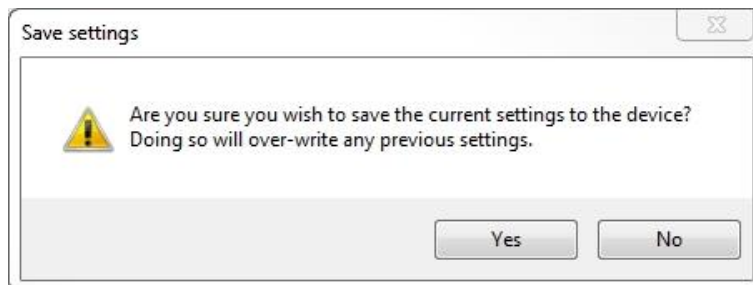 Save settings
Are you sure you wish to save the current settings to the device?
Doing so will over-write any previous settings.
Yes
No